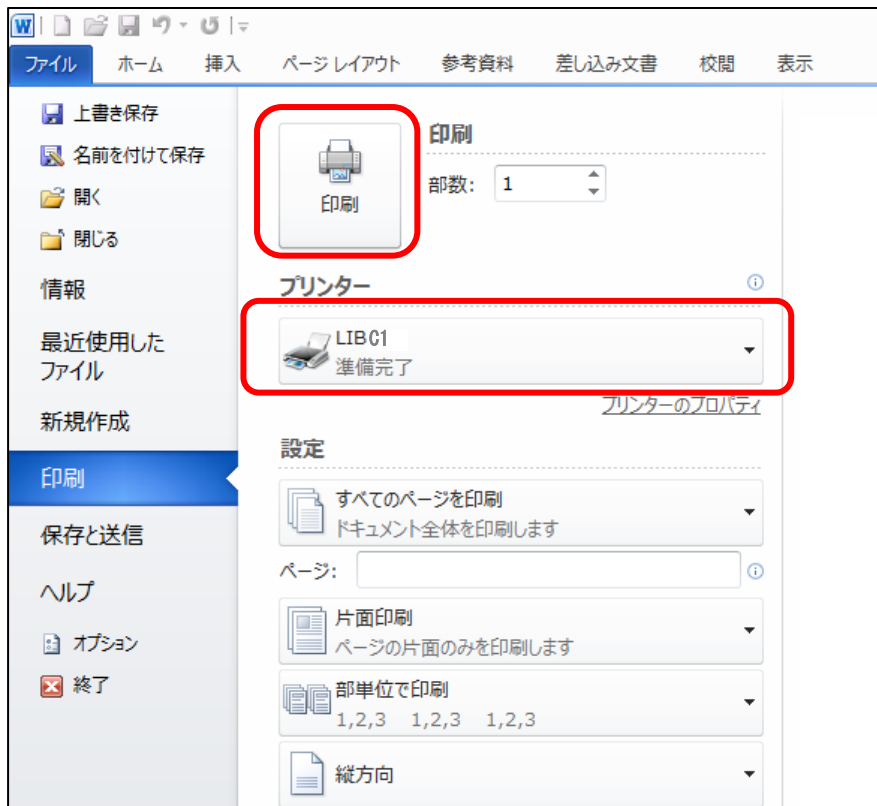 ファイル ホーム 挿入 ページ レイアウト 参考資料 差し込み文書 校閲 表示
上書き保存
名前を付けて保存
開く
閉じる
情報
最近使用した
ファイル
新規作成
印刷
保存と送信
ヘルプ
オプション
終了
印刷
印刷
部数: 1
プリンター
LIBC1
準備完了
プリンターのプロパティ
設定
すべてのページを印刷
ドキュメント全体を印刷します
ページ:
片面印刷
ページの片面のみを印刷します
部単位で印刷
1,2,3 1,2,3 1,2,3
縦方向